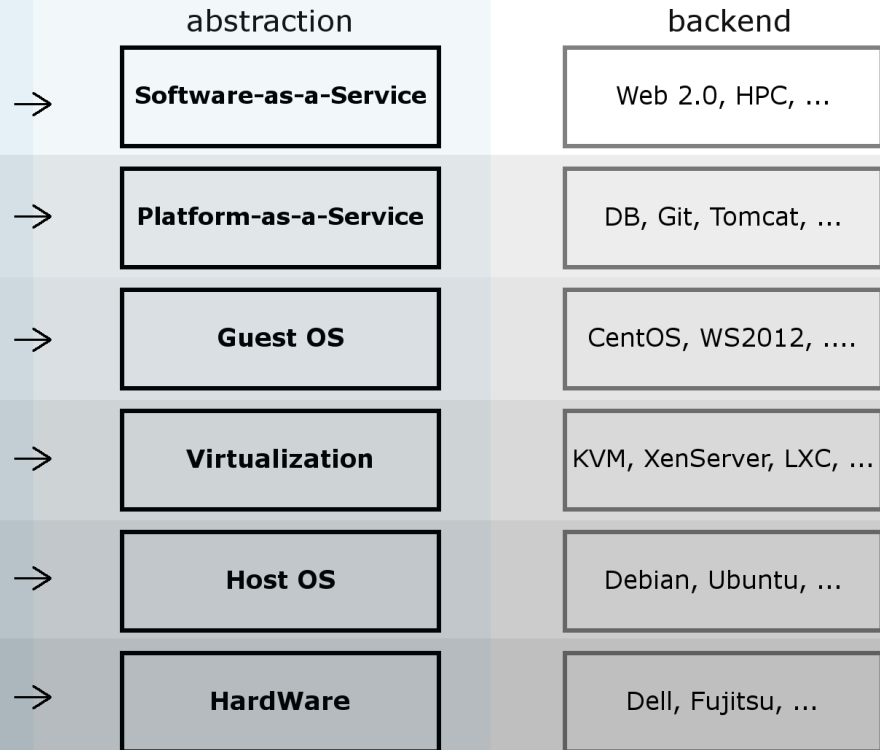 abstraction backend
Software-as-a-Service Web 2.0, HPC, ...
Platform-as-a-Service DB, Git, Tomcat, ...
Guest OS CentOS, WS2012, ....
Virtualization KVM, XenServer, LXC, ...
Host OS Debian, Ubuntu, ...
HardWare Dell, Fujitsu, ...